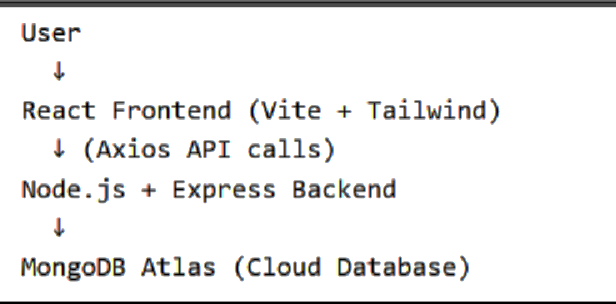 User
↓
React Frontend (Vite + Tailwind)
↓ (Axios API calls)
Node.js + Express Backend
↓
MongoDB Atlas (Cloud Database)